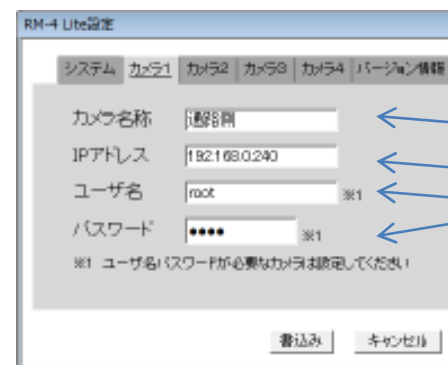 RM-4 Lite設定
システム カメラ1 カメラ2 カメラ3 カメラ4 バージョン情報
カメラ名称 通路側
IPアドレス 192.168.0.240
ユーザ名 root ※1
パスワード ●●●● ※1
※1 ユーザ名パスワードが必要なカメラは設定してください
書込み キャンセル